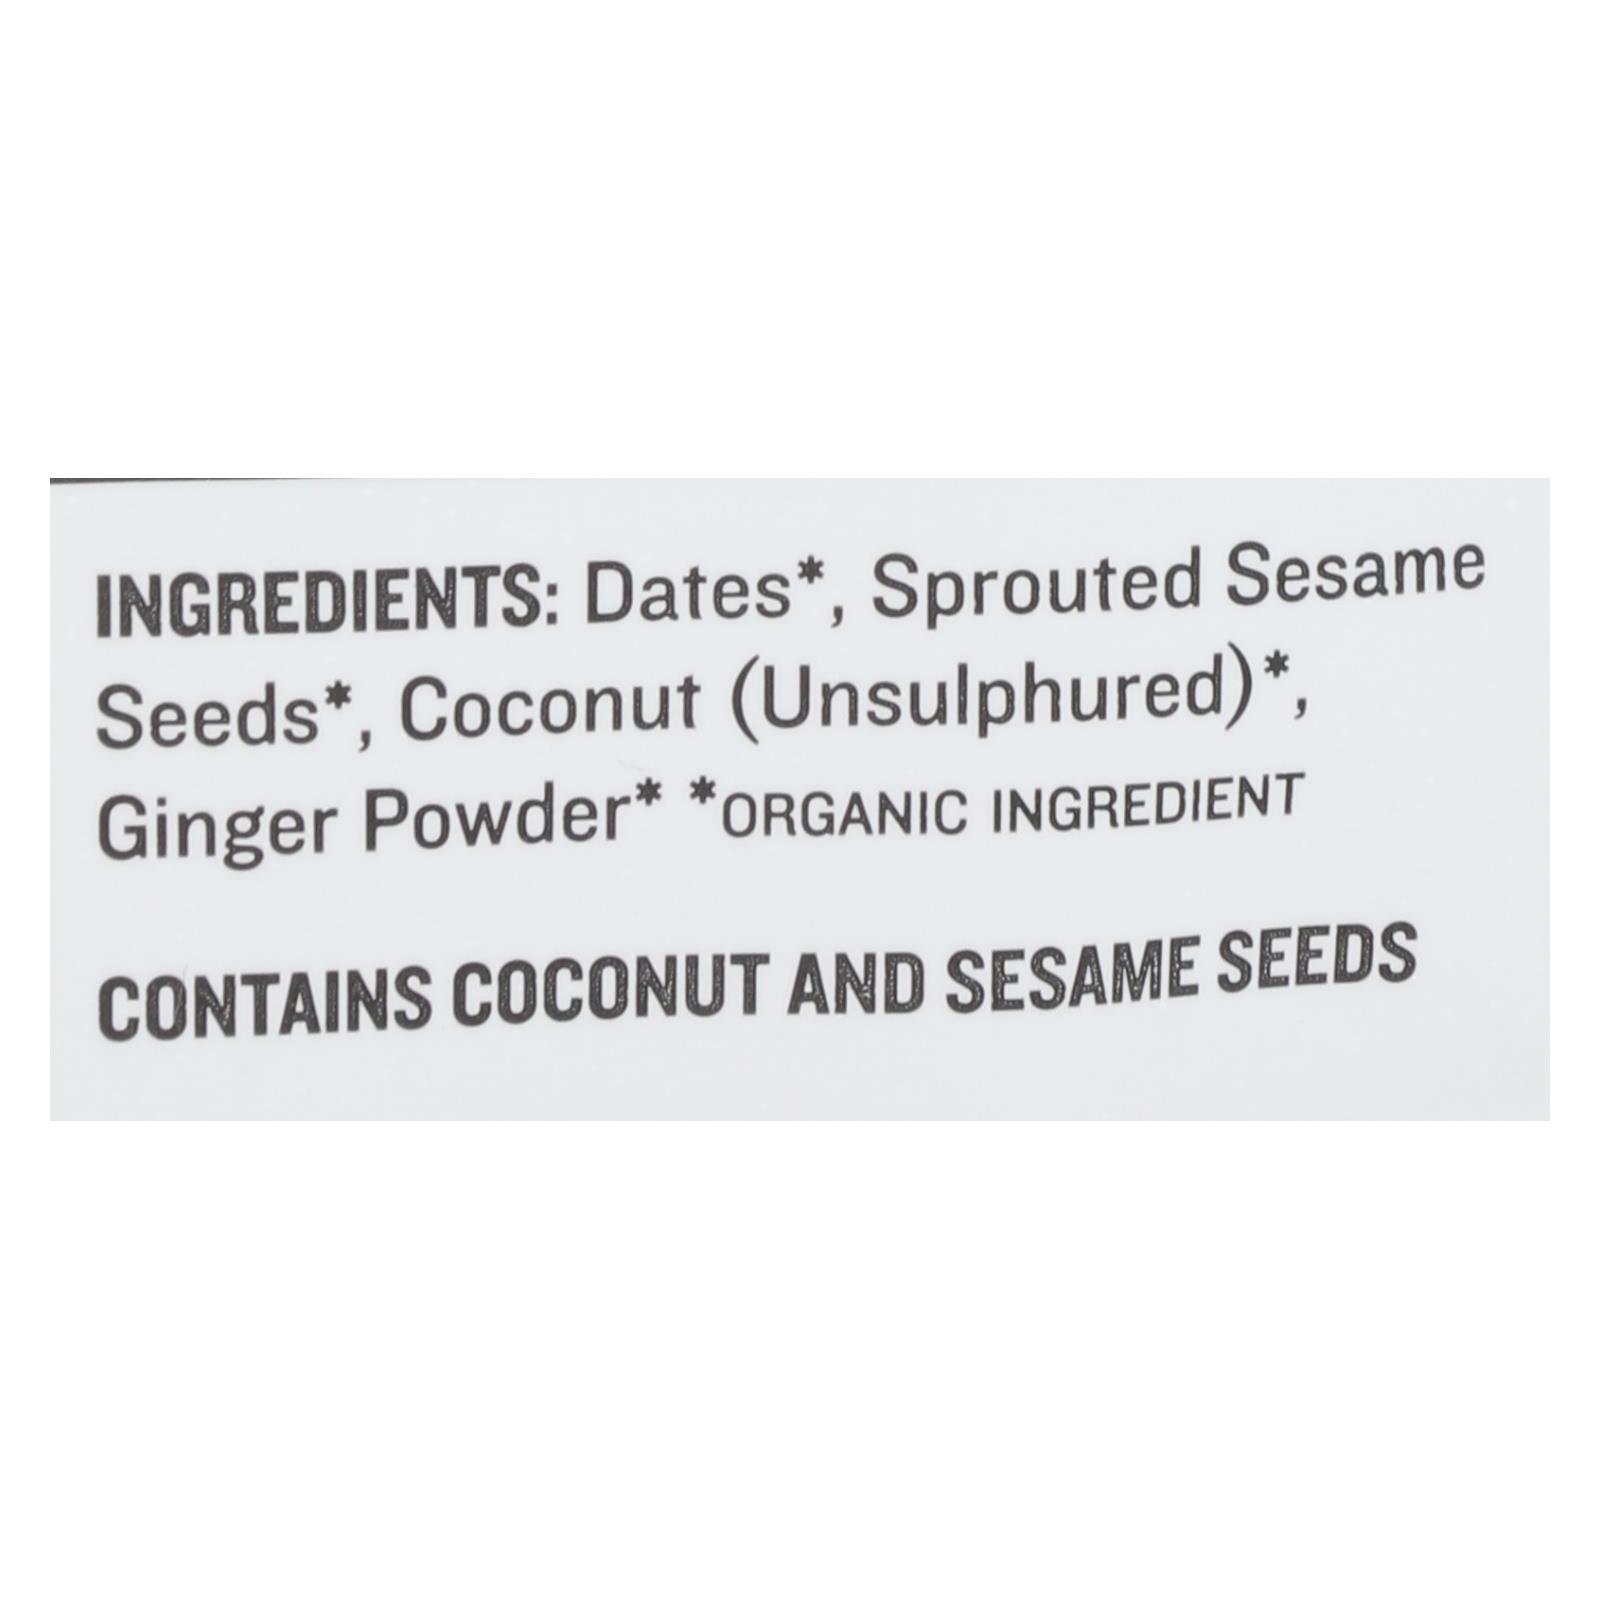 INGREDIENTS: Dates*, Sprouted Sesame
Seeds*, Coconut (Unsulphured)*,
Ginger Powder* *ORGANIC INGREDIENT
CONTAINS COCONUT AND SESAME SEEDS